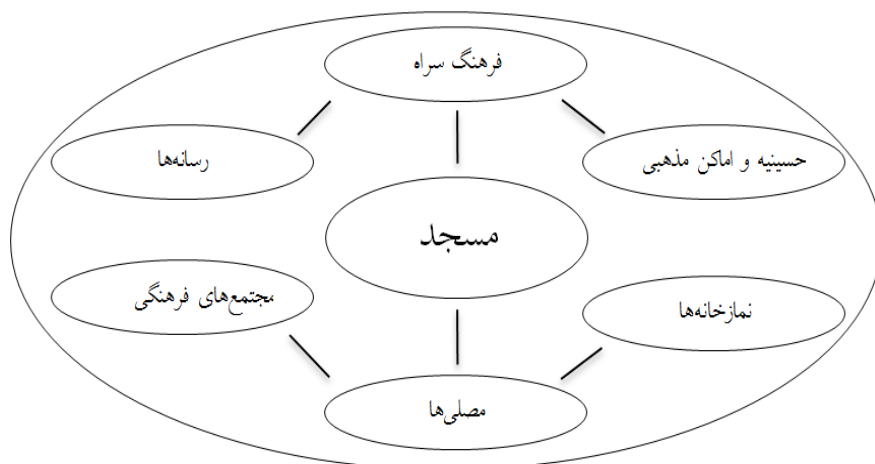 فرهنگ سراه
حسینیه و اماکن مذهبی
رسانه‌ها
مسجد
نمازخانه‌ها
مجتمع‌های فرهنگی
مصلی‌ها